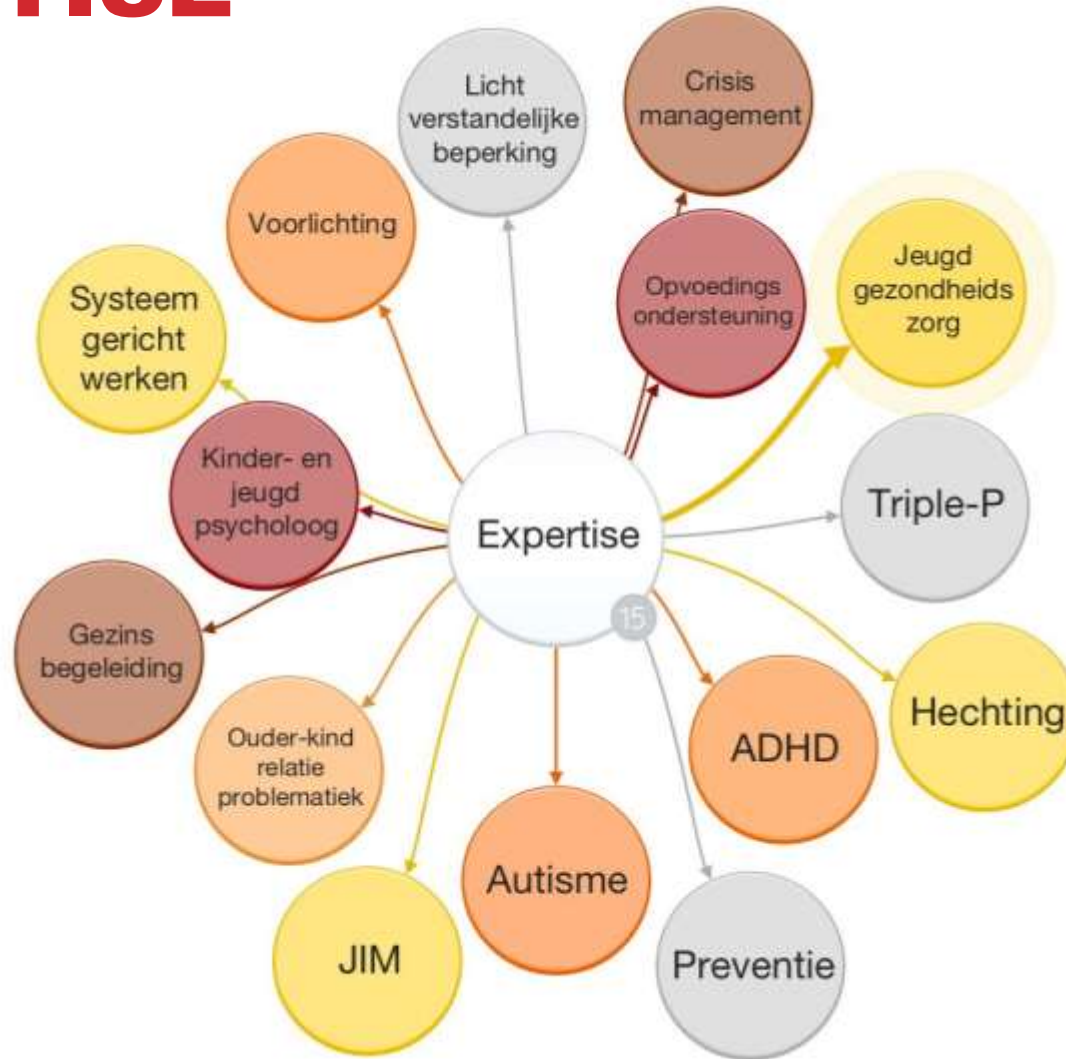 Licht
verstandelijke
beperking
Crisis
management
Voorlichting
Opvoedings
ondersteuning
Jeugd
gezondheids
zorg
Systeem
gericht
werken
Kinder- en
jeugd
psycholoog
Expertise
15
Triple-P
Gezins
begeleiding
Ouder-kind
relatie
problematiek
ADHD
Hechting
JIM
Autisme
Preventie